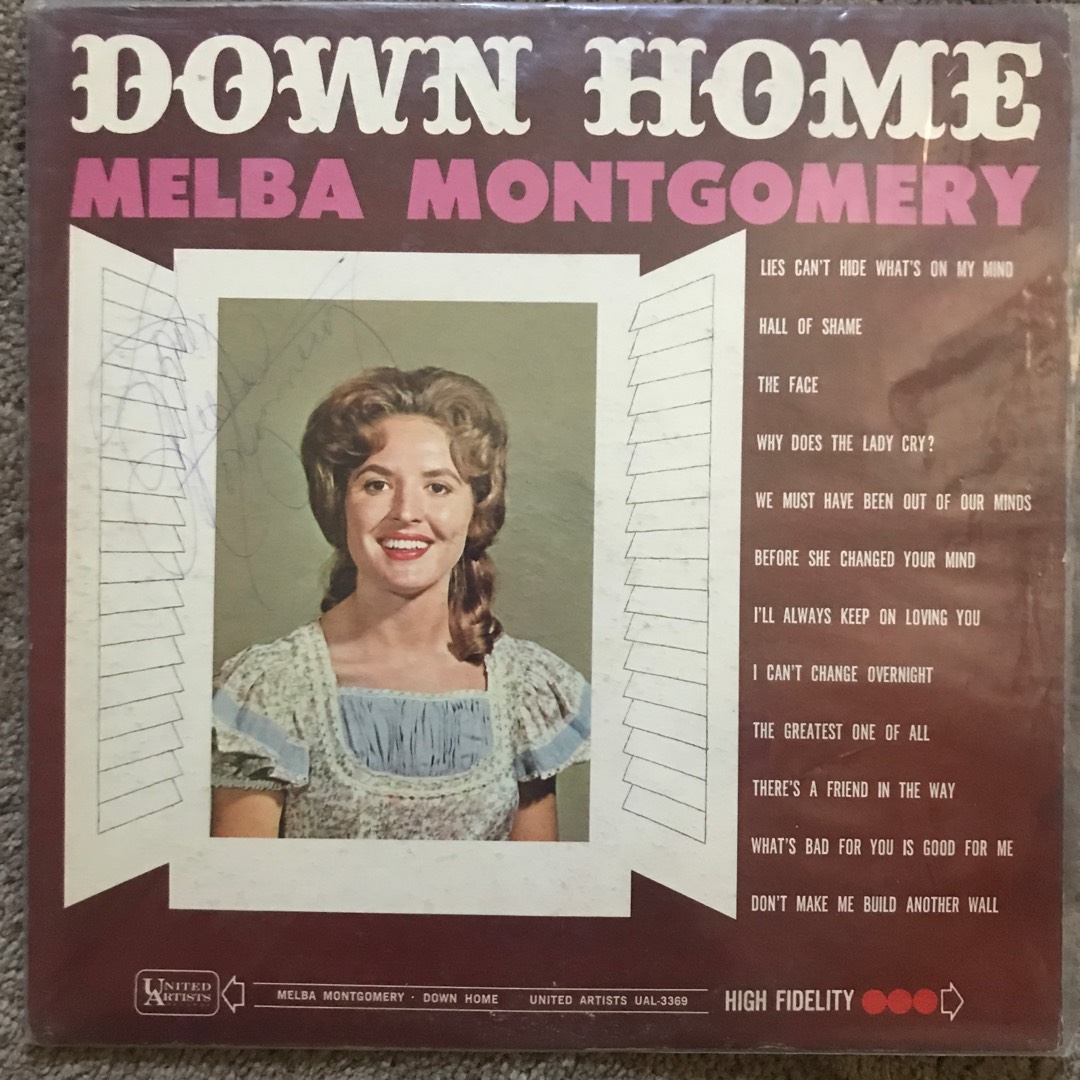 DOWN HOME
MELBA MONTGOMERY
LIES CAN'T HIDE WHAT'S ON MY MIND
HALL OF SHAME
THE FACE
WHY DOES THE LADY CRY?
WE MUST HAVE BEEN OUT OF OUR MINDS
BEFORE SHE CHANGED YOUR MIND
I'LL ALWAYS KEEP ON LOVING YOU
I CAN'T CHANGE OVERNIGHT
THE GREATEST ONE OF ALL
THERE'S A FRIEND IN THE WAY
WHAT'S BAD FOR YOU IS GOOD FOR ME
DON'T MAKE ME BUILD ANOTHER WALL
UNITED
ARTISTS
MELBA MONTGOMERY · DOWN HOME UNITED ARTISTS UAL-3369
HIGH FIDELITY